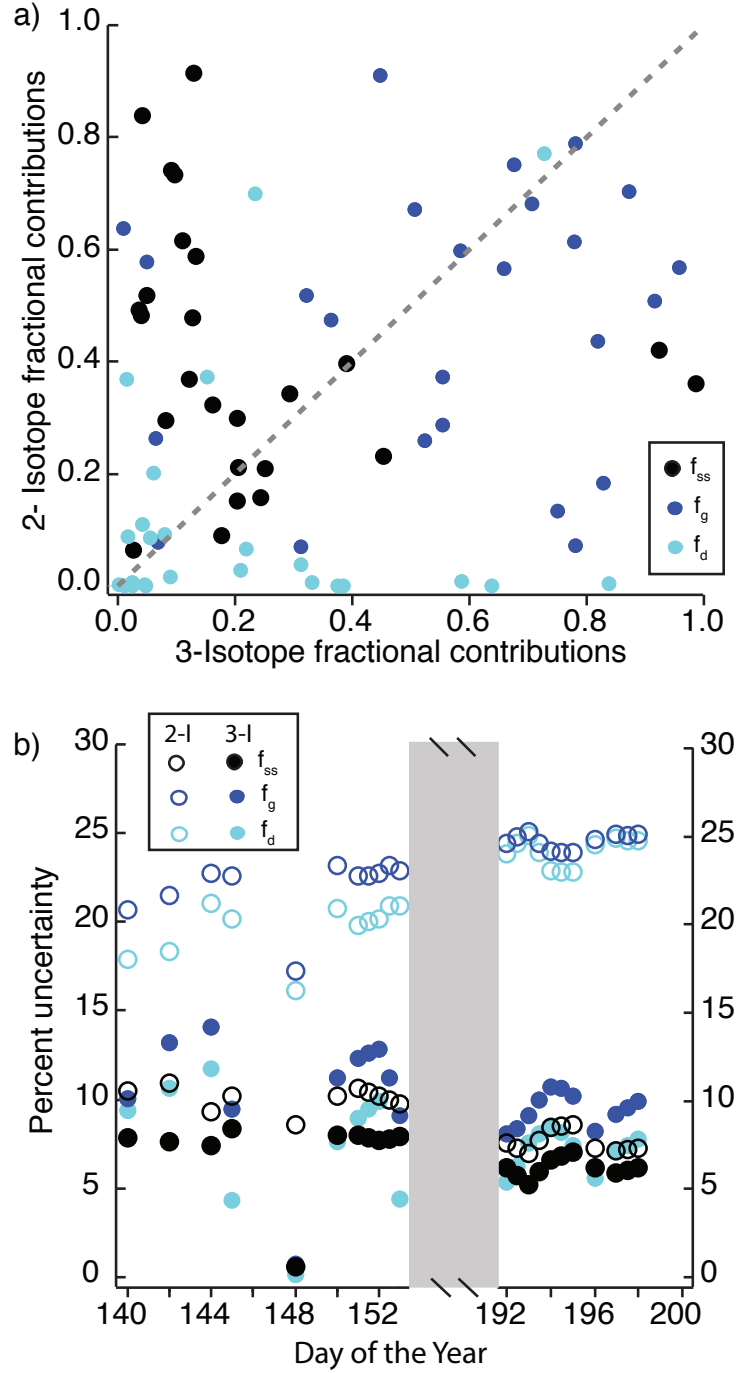 a)
2- Isotope fractional contributions
1.0
0.8
0.6
0.4
0.2
0.0
0.0 0.2 0.4 0.6 0.8 1.0
3-Isotope fractional contributions
fss
fg
fd
b)
2-I 3-I
fss
fg
fd
Percent uncertainty
30 30
25 25
20 20
15 15
10 10
5 5
0 0
140 144 148 152 192 196 200
Day of the Year